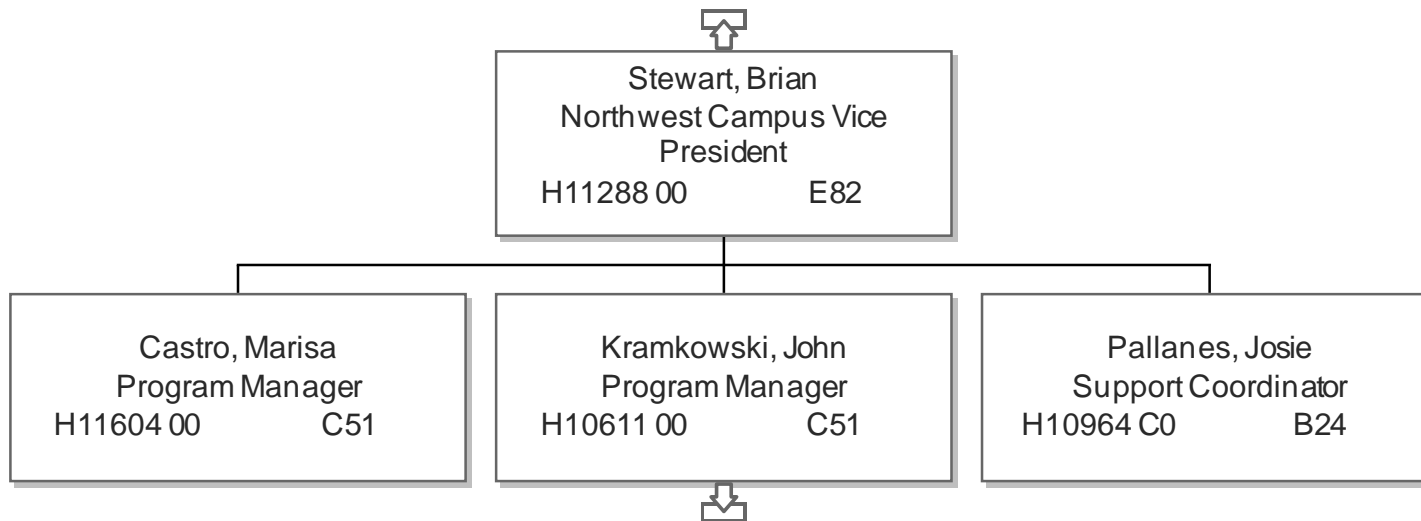 Stewart, Brian
Northwest Campus Vice
President
H11288 00 E82
Castro, Marisa
Program Manager
H11604 00 C51
Kramkowski, John
Program Manager
H10611 00 C51
Pallanes, Josie
Support Coordinator
H10964 C0 B24